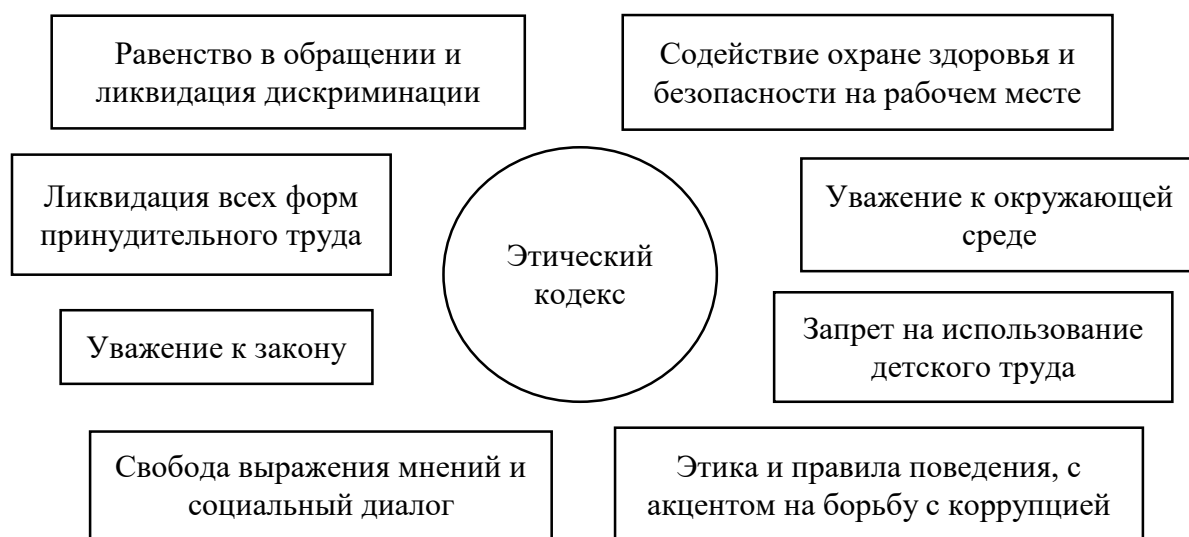 Равенство в обращении и
ликвидация дискриминации
Содействие охране здоровья и
безопасности на рабочем месте
Ликвидация всех форм
принудительного труда
Уважение к окружающей
среде
Этический
кодекс
Уважение к закону
Запрет на использование
детского труда
Свобода выражения мнений и
социальный диалог
Этика и правила поведения, с
акцентом на борьбу с коррупцией